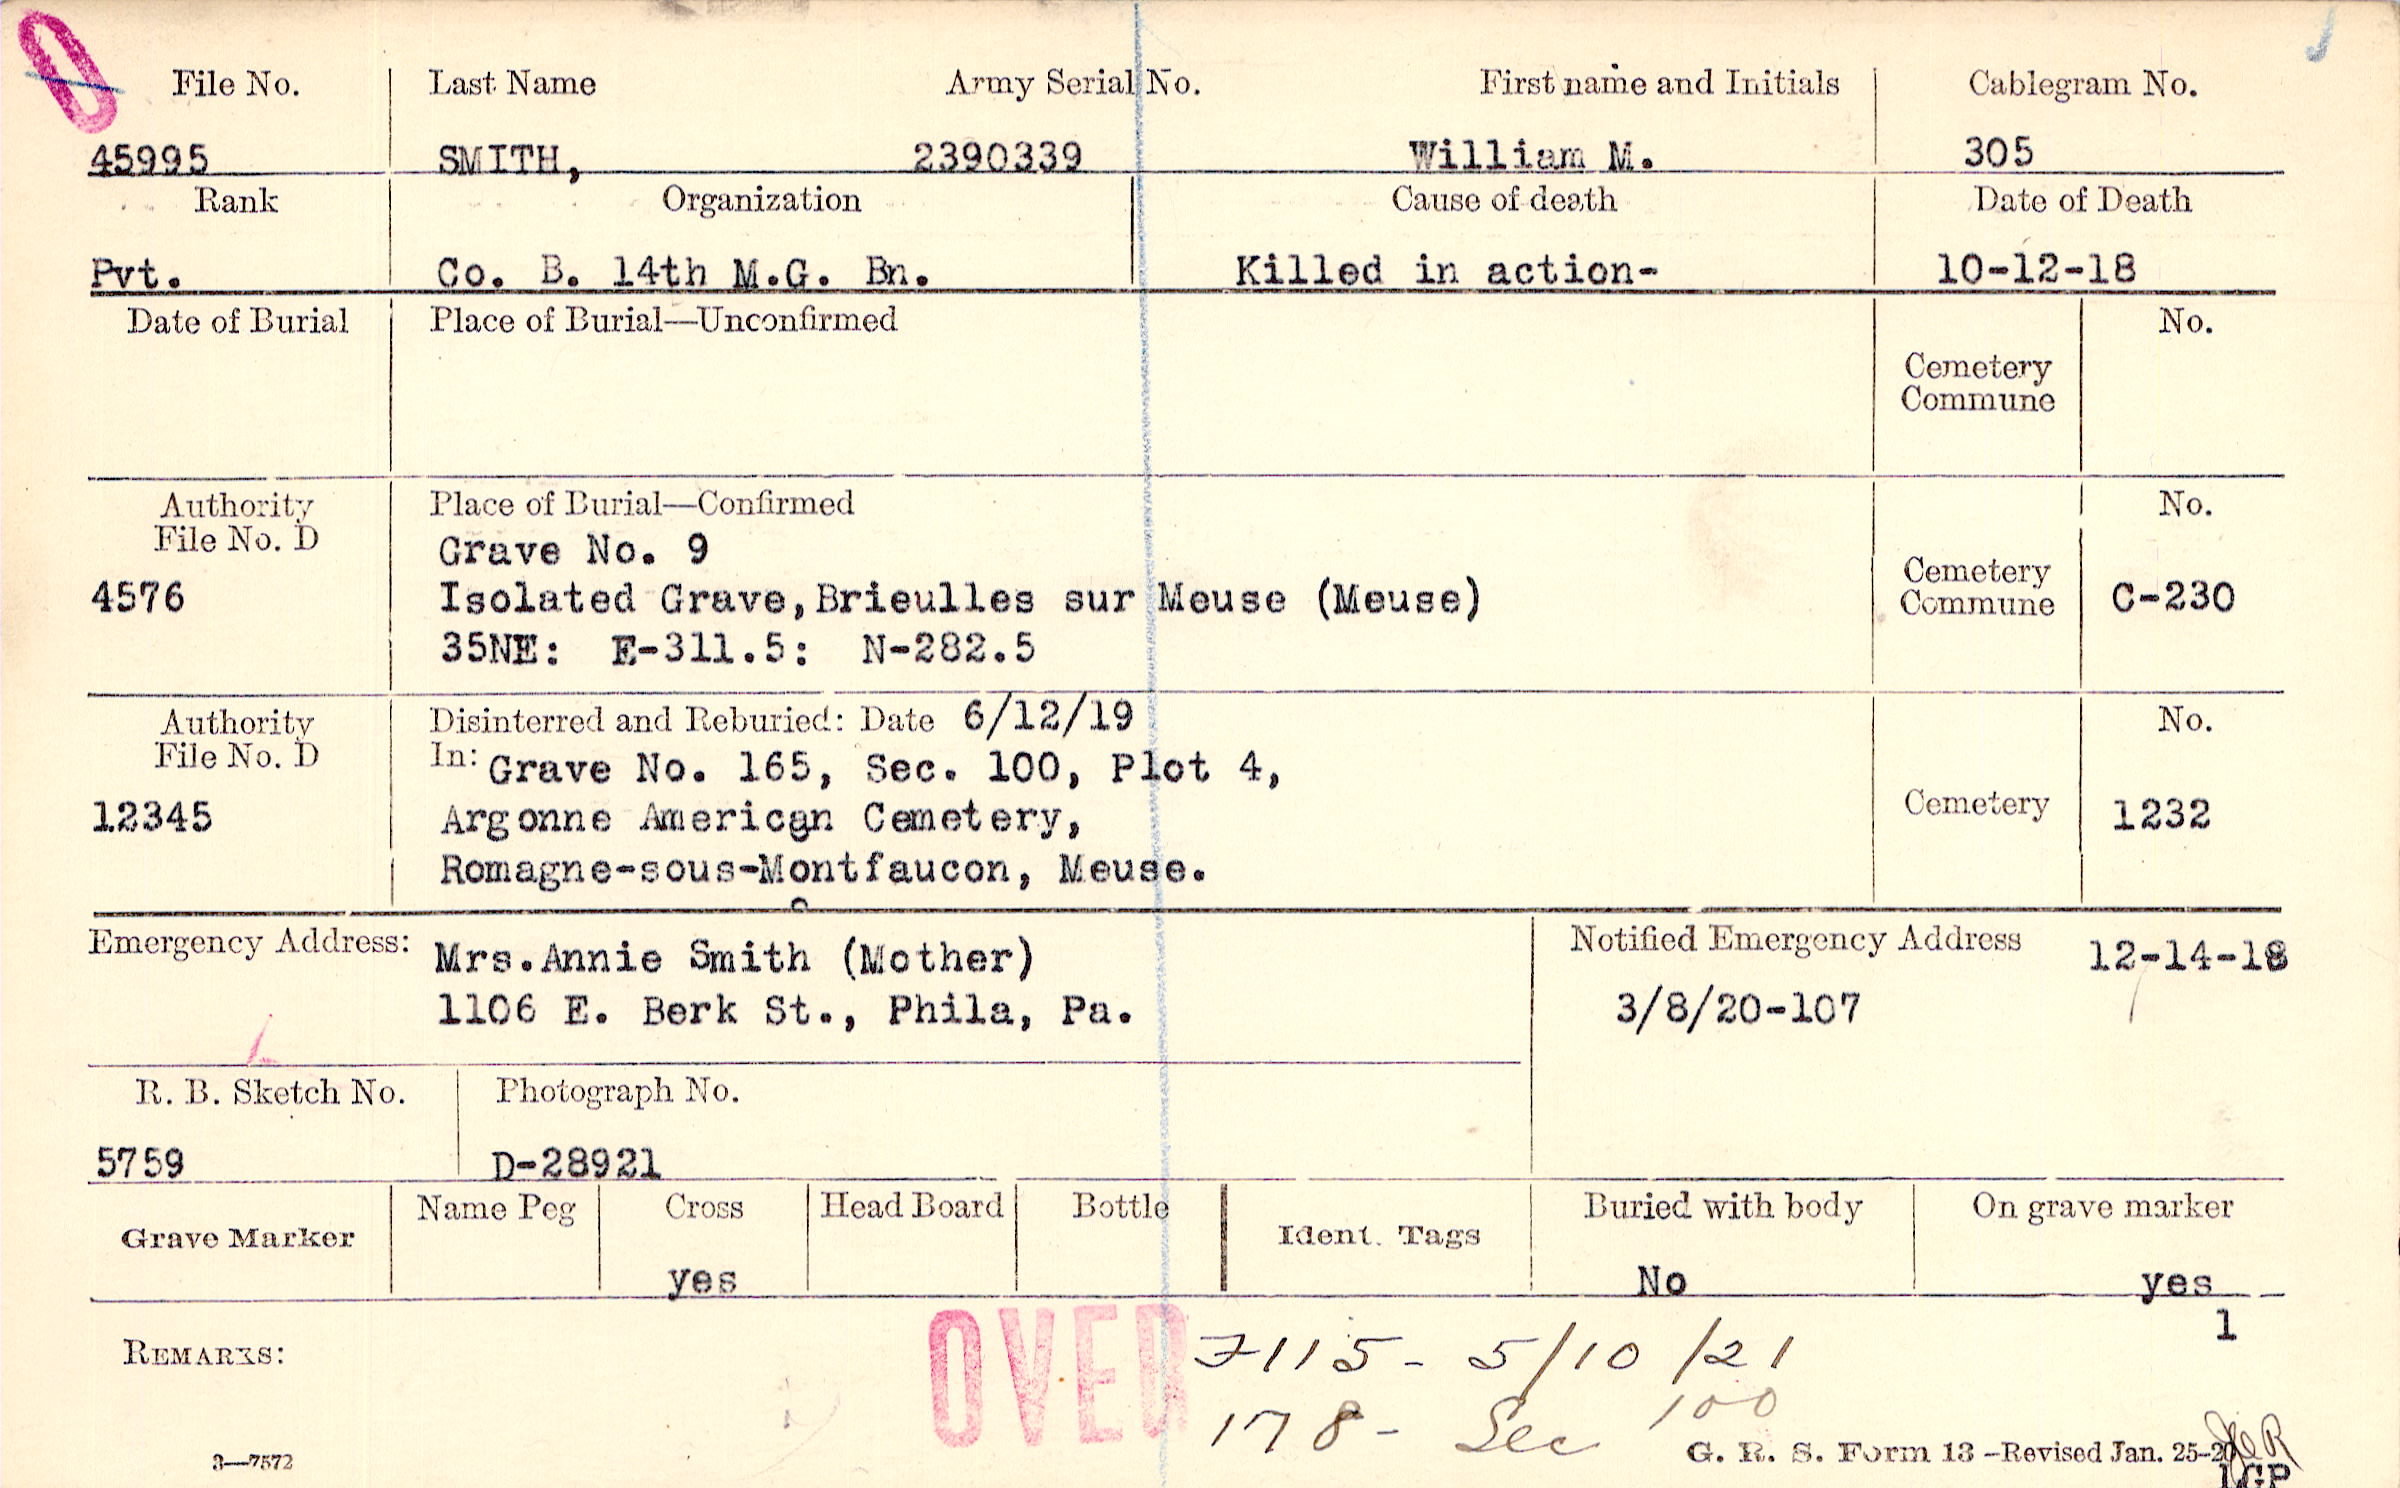 File No. Last Name Army Serial No. First name and Initials Cablegram No.
45995 SMITH, 2390339 William M. 305
Rank Organization Cause of death Date of Death
Pvt. Co. B. 14th M.G. Bn. Killed in action- 10-12-18
Date of Burial Place of Burial—Unconfirmed No.
Cemetery
Commune
Authority Place of Burial—Confirmed No.
File No. D
Grave No. 9
4576 Isolated Grave, Brieulles sur Meuse (Meuse) Cemetery Commune C-230
35NE: E-311.5: N-282.5
Authority Disinterred and Reburied: Date 6/12/19 No.
File No. D In: Grave No. 165, Sec. 100, Plot 4,
12345 Argonne American Cemetery, Cemetery 1232
Romagne-sous-Montfaucon, Meuse.
Emergency Address: Mrs. Annie Smith (Mother) Notified Emergency Address 12-14-18
1106 E. Berk St., Phila, Pa. 3/8/20-107
R. B. Sketch No. Photograph No.
5759 D-28921
Grave Marker Name Peg Cross Head Board Bottle Ident. Tags Buried with body On grave marker
yes No yes
1
REMARKS: OVER 7115- 5/10/21
178- Sec 100
3—7572 G. R. S. Form 13 -Revised Jan. 25-20
LGP